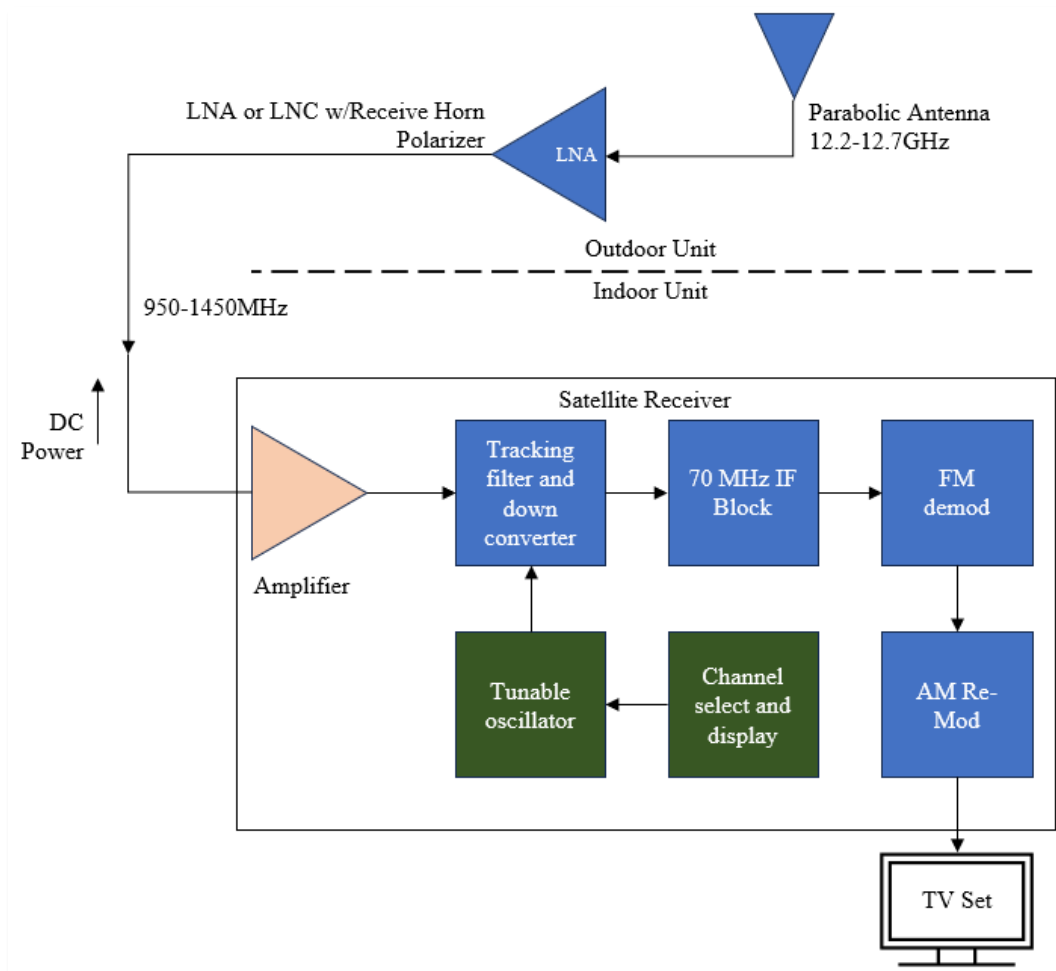 LNA or LNC w/Receive Horn
Polarizer
LNA
Parabolic Antenna
12.2-12.7GHz
Outdoor Unit
Indoor Unit
950-1450MHz
DC
Power
Satellite Receiver
Amplifier
Tracking
filter and
down
converter
70 MHz IF
Block
FM
demod
Tunable
oscillator
Channel
select and
display
AM Re-
Mod
TV Set